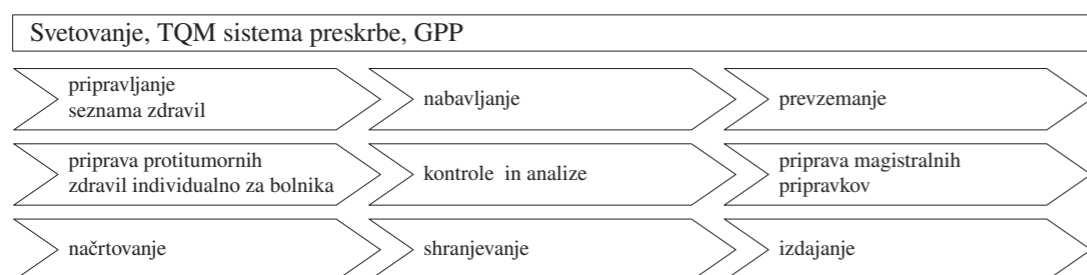 Svetovanje, TQM sistema preskrbe, GPP
pripravljanje
seznama zdravil
nabavljanje
prevzemanje
priprava protitumornih
zdravil individualno za bolnika
kontrole in analize
priprava magistralnih
pripravkov
načrtovanje
shranjevanje
izdajanje